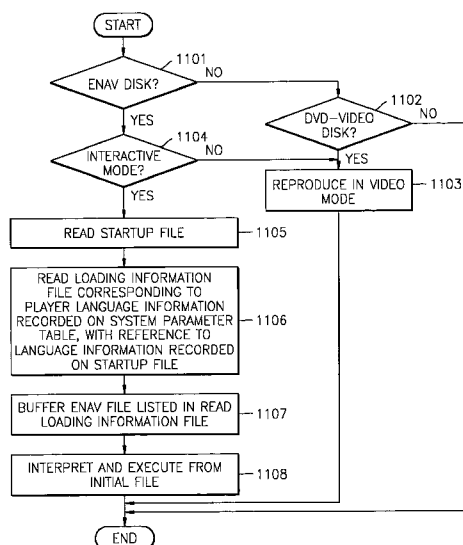 START
1101
ENAV DISK?
NO
YES
1102
DVD-VIDEO
DISK?
NO
YES
1104
INTERACTIVE
MODE?
NO
YES
REPRODUCE IN VIDEO
MODE
1103
READ STARTUP FILE
1105
READ LOADING INFORMATION
FILE CORRESPONDING TO
PLAYER LANGUAGE INFORMATION
RECORDED ON SYSTEM PARAMETER
TABLE, WITH REFERENCE TO
LANGUAGE INFORMATION RECORDED
ON STARTUP FILE
1106
BUFFER ENAV FILE LISTED IN READ
LOADING INFORMATION FILE
1107
INTERPRET AND EXECUTE FROM
INITIAL FILE
1108
END